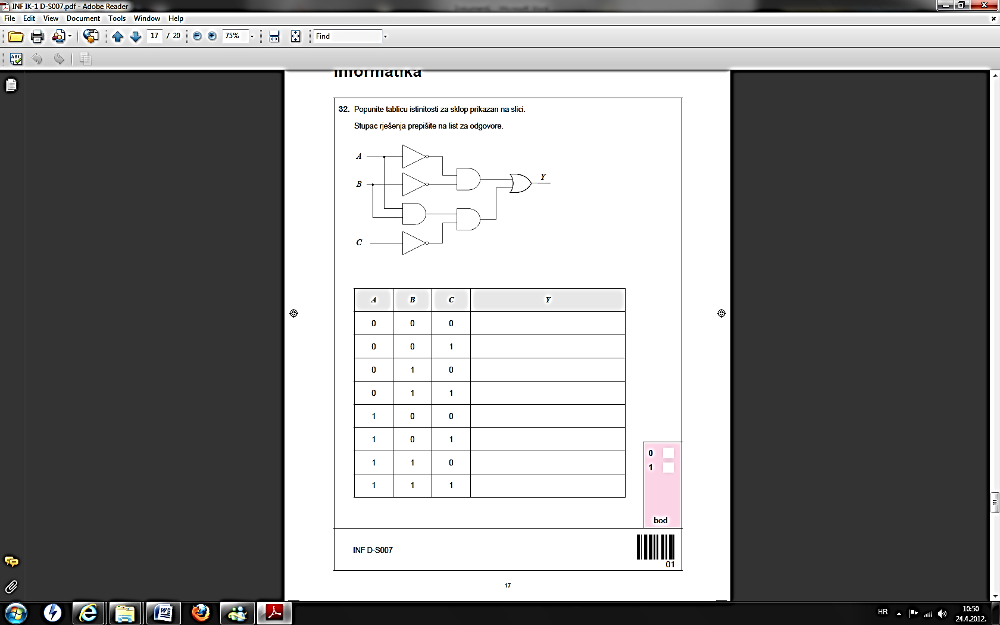 INF IK-1 D-S007.pdf - Adobe Reader
File Edit View Document Tools Window Help
17 / 20 75% Find
Informatika
32. Popunite tablicu istinitosti za sklop prikazan na slici.
Stupac rješenja prepišite na list za odgovore.
A
B
Y
C
A B C Y
0 0 0
0 0 1
0 1 0
0 1 1
1 0 0
1 0 1
1 1 0
1 1 1
0
1
bod
INF D-S007
01
17
HR 10:50
24.4.2012.